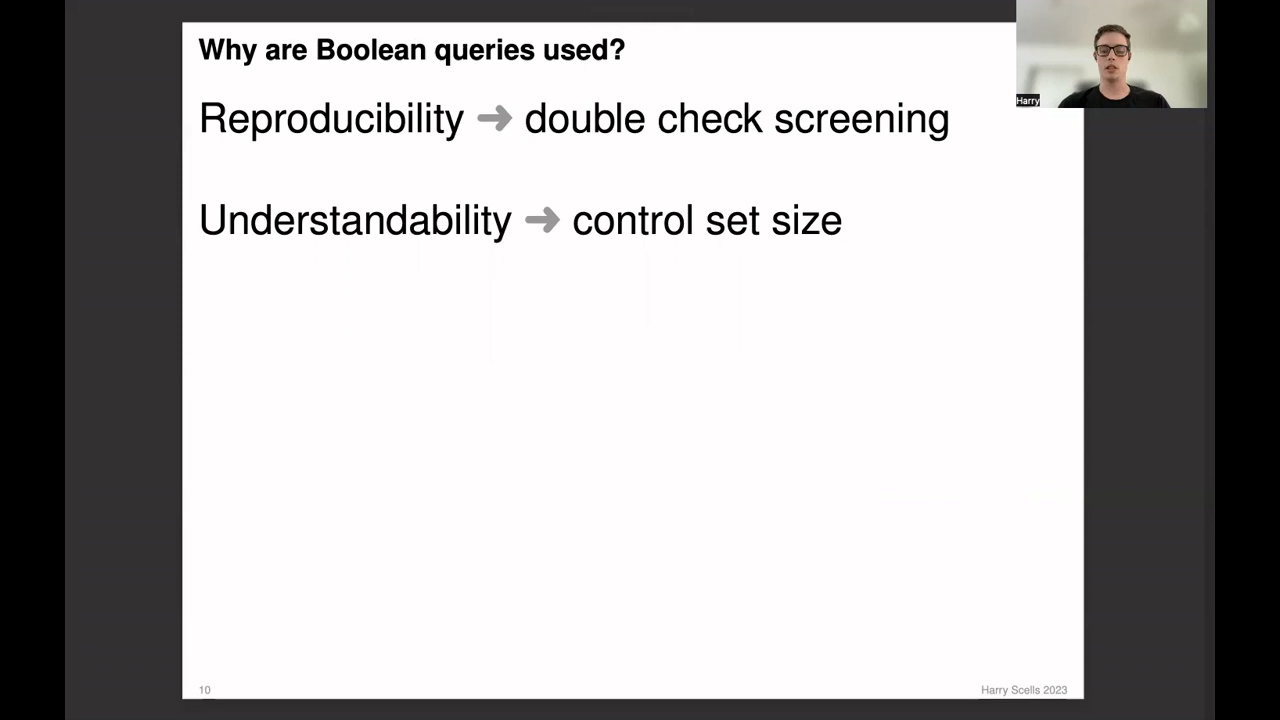 Why are Boolean queries used?
Harry
Reproducibility ➔ double check screening
Understandability ➔ control set size
10
Harry Scells 2023